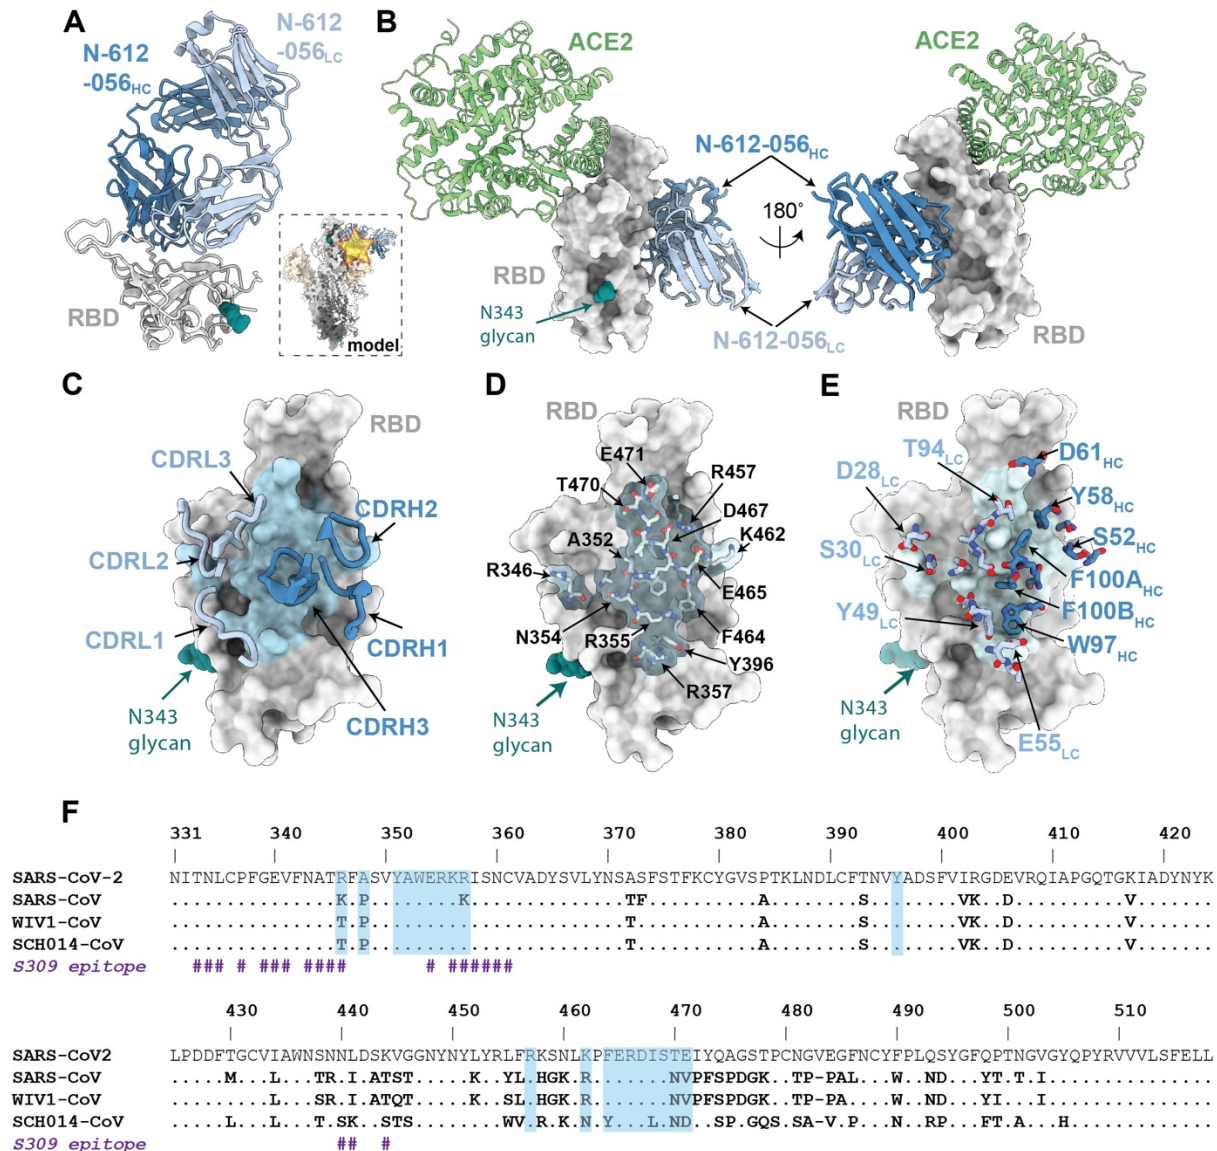 A
N-612
-056LC
N-612
-056HC
RBD
model
B
ACE2
ACE2
N-612-056HC
180°
RBD
N343
glycan
N-612-056LC
RBD
C
RBD
CDRL3
CDRH2
CDRL2
CDRL1
CDRH1
N343
glycan
CDRH3
D
RBD
E471
T470
R457
D467
A352
K462
R346
E465
N354
R355
F464
Y396
R357
N343
glycan
E
RBD
T94LC
D61HC
D28LC
Y58HC
S30LC
S52HC
F100AHC
Y49LC
F100BHC
W97HC
N343
glycan
E55LC
F
331 340 350 360 370 380 390 400 410 420
SARS-CoV-2 NITNLCPFGEVFNATRFASVYAWERKRISNCVADYSVLYNSASFSTFKCYGVSPTKLNDLCFTNVYADSFVIRGDEVRQIAPGQTGKIADYNYK
SARS-CoV ...............K.P........K..............TF..........A........S........VK..D..........V.......
WIV1-CoV ...............T.P.......................T...........A........S........VK..D..........V.......
SCH014-CoV ...............T.P.......................T...........A........S........VK..D..........V.......
S309 epitope ### # ### #### # ######
430 440 450 460 470 480 490 500 510
SARS-CoV2 LPDDFTGCVIAWNSNNLDSKVGGNYNYLYRLFRKSNLKPFERDISTEIYQAGSTPCNGVEGFNCYFPLQSYGFQPTNGVGYQPYRVVVLSFELL
SARS-CoV .....M...L...TR.I.ATST.....K..YL.HGK.R.......NVPFSPDGK..TP-PAL...W..ND...YT.T.I...............
WIV1-CoV .........L...SR.I.ATQT.....K..SL.HGK.R.......NVPFSPDGK..TP-PA....W..ND...YI...I...............
SCH014-CoV .....L...L...T.SK..STS........WV.R.K.N.Y...L.ND..SP.GQS.SA-V.P...N..RP...FT.A...H.............
S309 epitope ## #